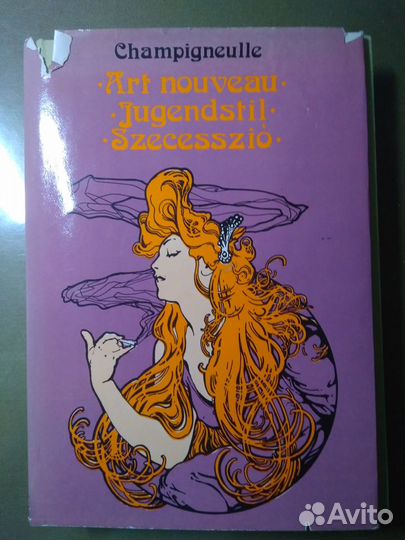 Champigneulle
·Art nouveau·
·Jugendstil·
·Szecesszió·
Avito